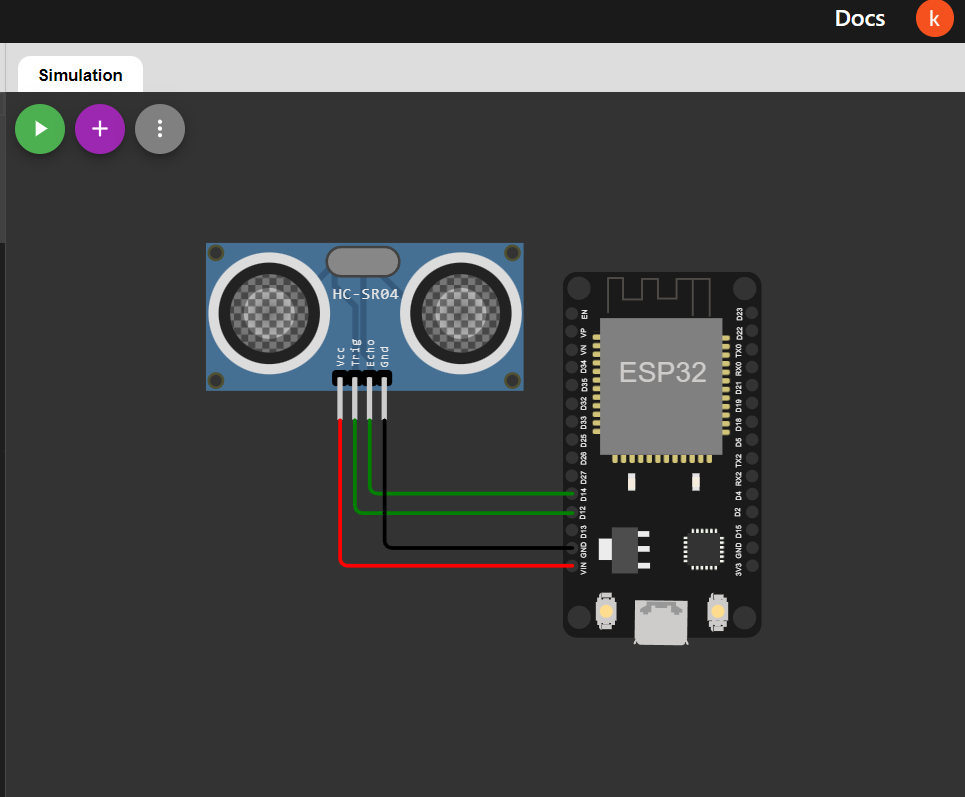 Docs
k
Simulation
HC-SR04
Vcc
Trig
Echo
Gnd
ESP32
EN
VP
VN
D34
D35
D32
D33
D25
D26
D27
D14
D12
D13
GND
VIN
D23
D22
TX0
RX0
D21
D19
D18
D5
TX2
RX2
D4
D2
D15
GND
3V3